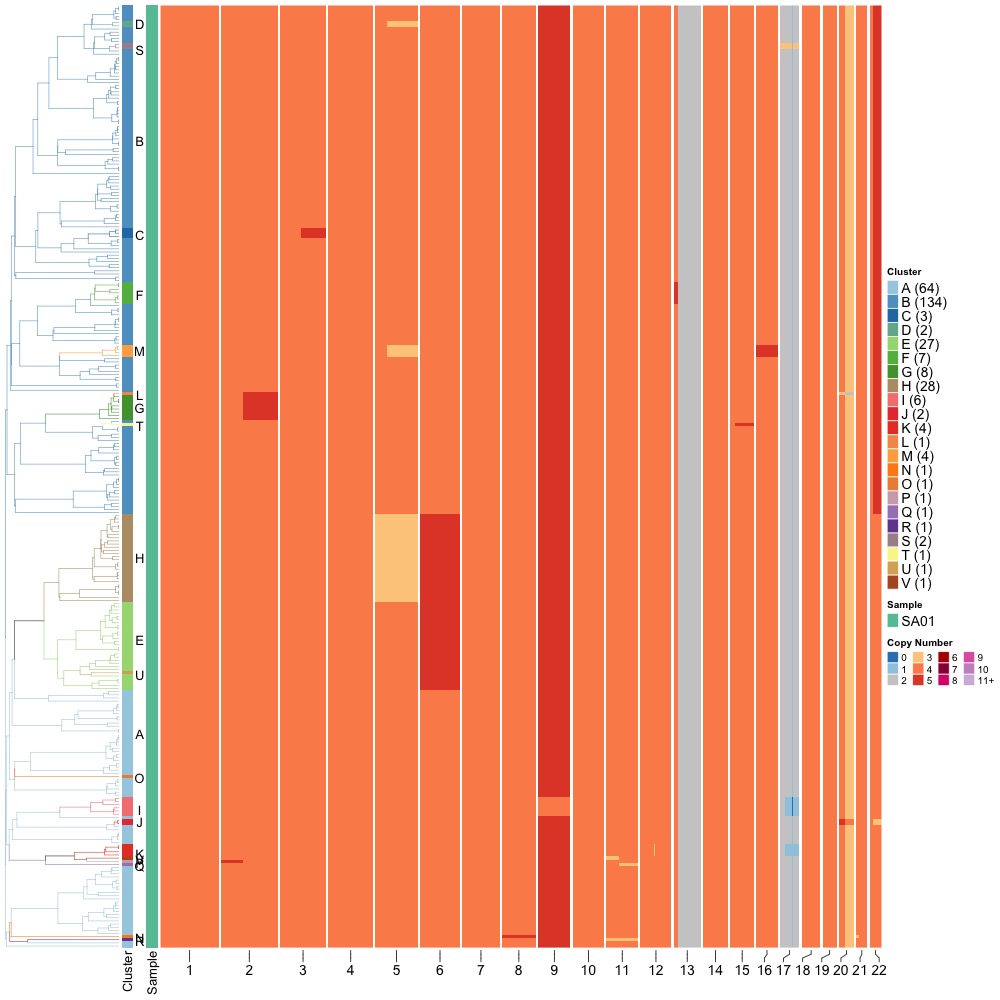 D
S
B
C
F
M
L
G
T
H
E
U
A
O
I
J
K
Q
N
R
Cluster
A (64)
B (134)
C (3)
D (2)
E (27)
F (7)
G (8)
H (28)
I (6)
J (2)
K (4)
L (1)
M (4)
N (1)
O (1)
P (1)
Q (1)
R (1)
S (2)
T (1)
U (1)
V (1)
Sample
SA01
Copy Number
0 3 6 9
1 4 7 10
2 5 8 11+
Cluster
Sample
1 2 3 4 5 6 7 8 9 10 11 12 13 14 15 16 17 18 19 20 21 22